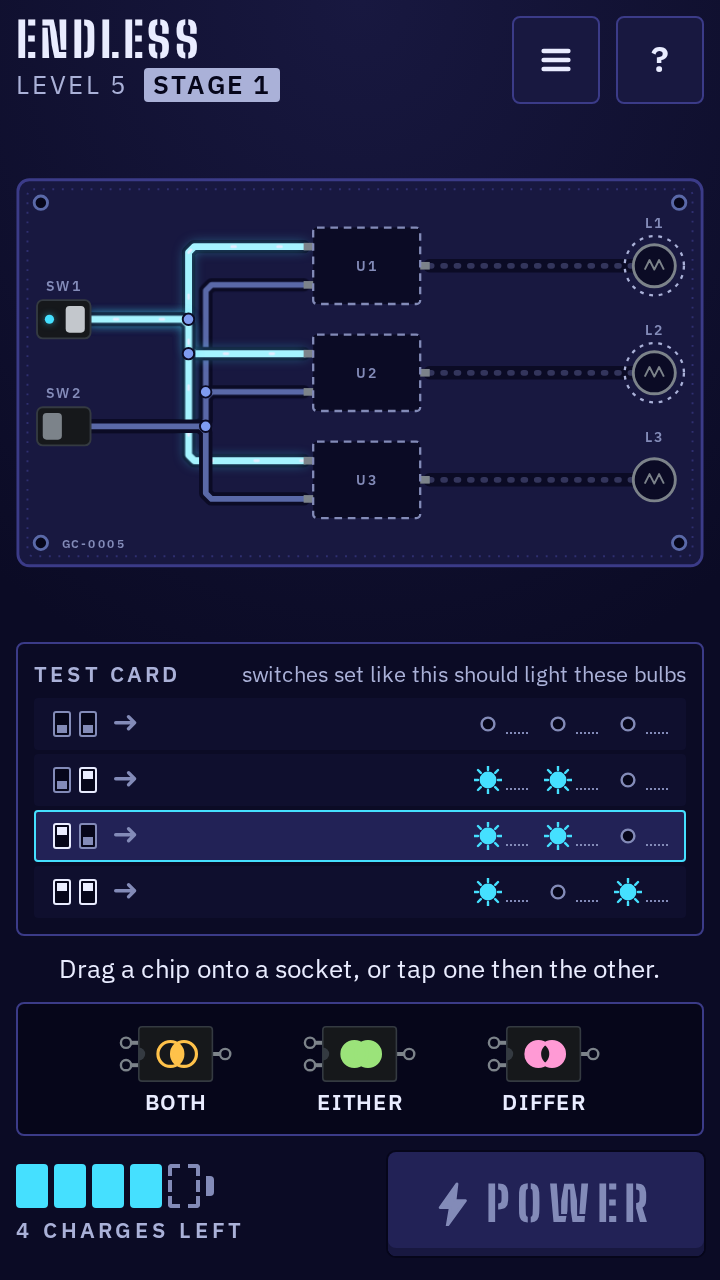 ENDLESS
LEVEL 5 STAGE 1
?
L1
U1
SW1
L2
U2
SW2
L3
U3
GC-0005
TEST CARD switches set like this should light these bulbs
Drag a chip onto a socket, or tap one then the other.
BOTH EITHER DIFFER
4 CHARGES LEFT
POWER